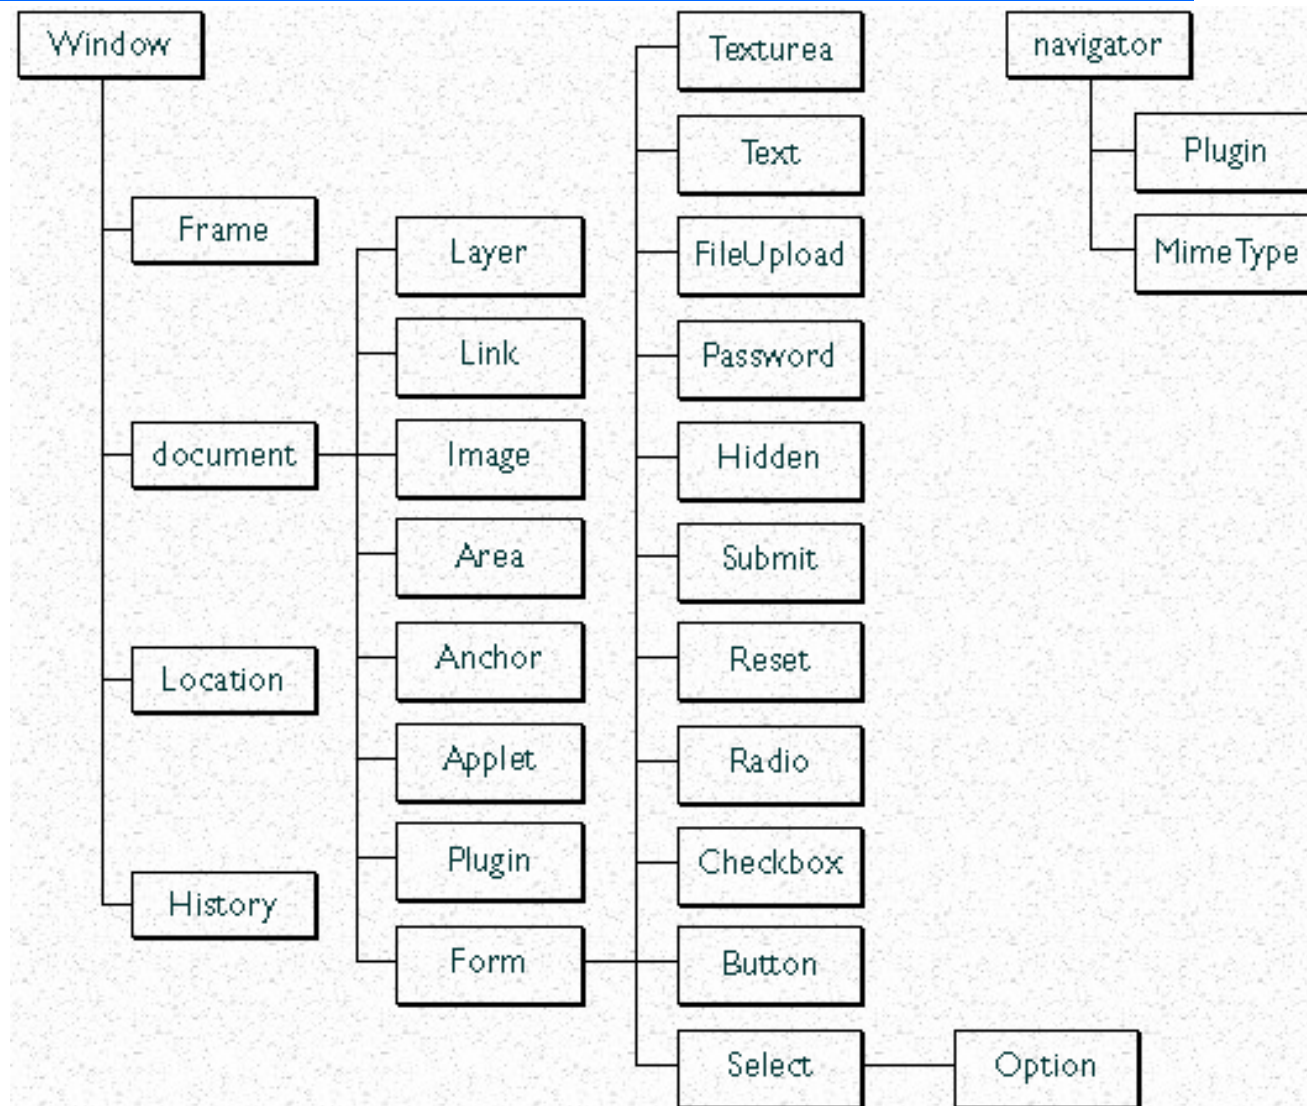 Window
Frame
document
Location
History
Layer
Link
Image
Area
Anchor
Applet
Plugin
Form
Texturea
Text
FileUpload
Password
Hidden
Submit
Reset
Radio
Checkbox
Button
Select
Option
navigator
Plugin
MimeType